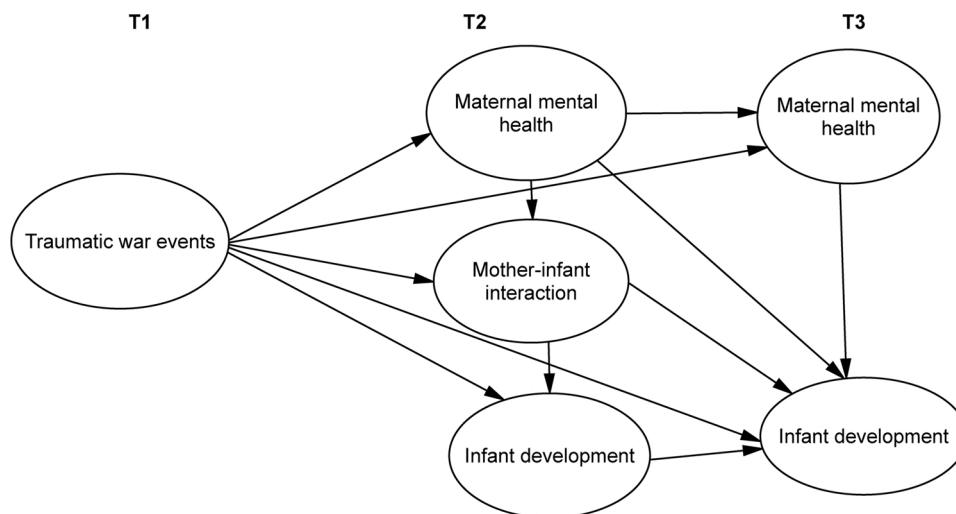 T1
T2
T3
Maternal mental
health
Maternal mental
health
Traumatic war events
Mother-infant
interaction
Infant development
Infant development